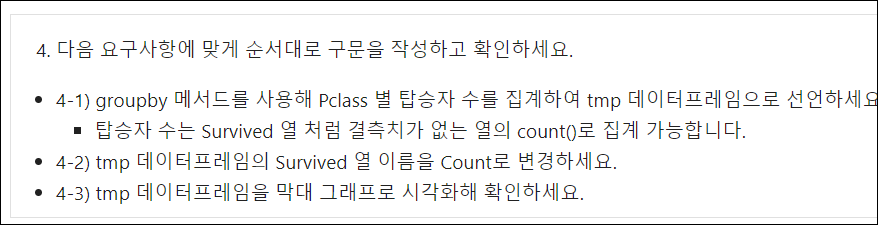 4. 다음 요구사항에 맞게 순서대로 구문을 작성하고 확인하세요.
• 4-1) groupby 메서드를 사용해 Pclass 별 탑승자 수를 집계하여 tmp 데이터프레임으로 선언하세요
▪ 탑승자 수는 Survived 열 처럼 결측치가 없는 열의 count()로 집계 가능합니다.
• 4-2) tmp 데이터프레임의 Survived 열 이름을 Count로 변경하세요.
• 4-3) tmp 데이터프레임을 막대 그래프로 시각화해 확인하세요.